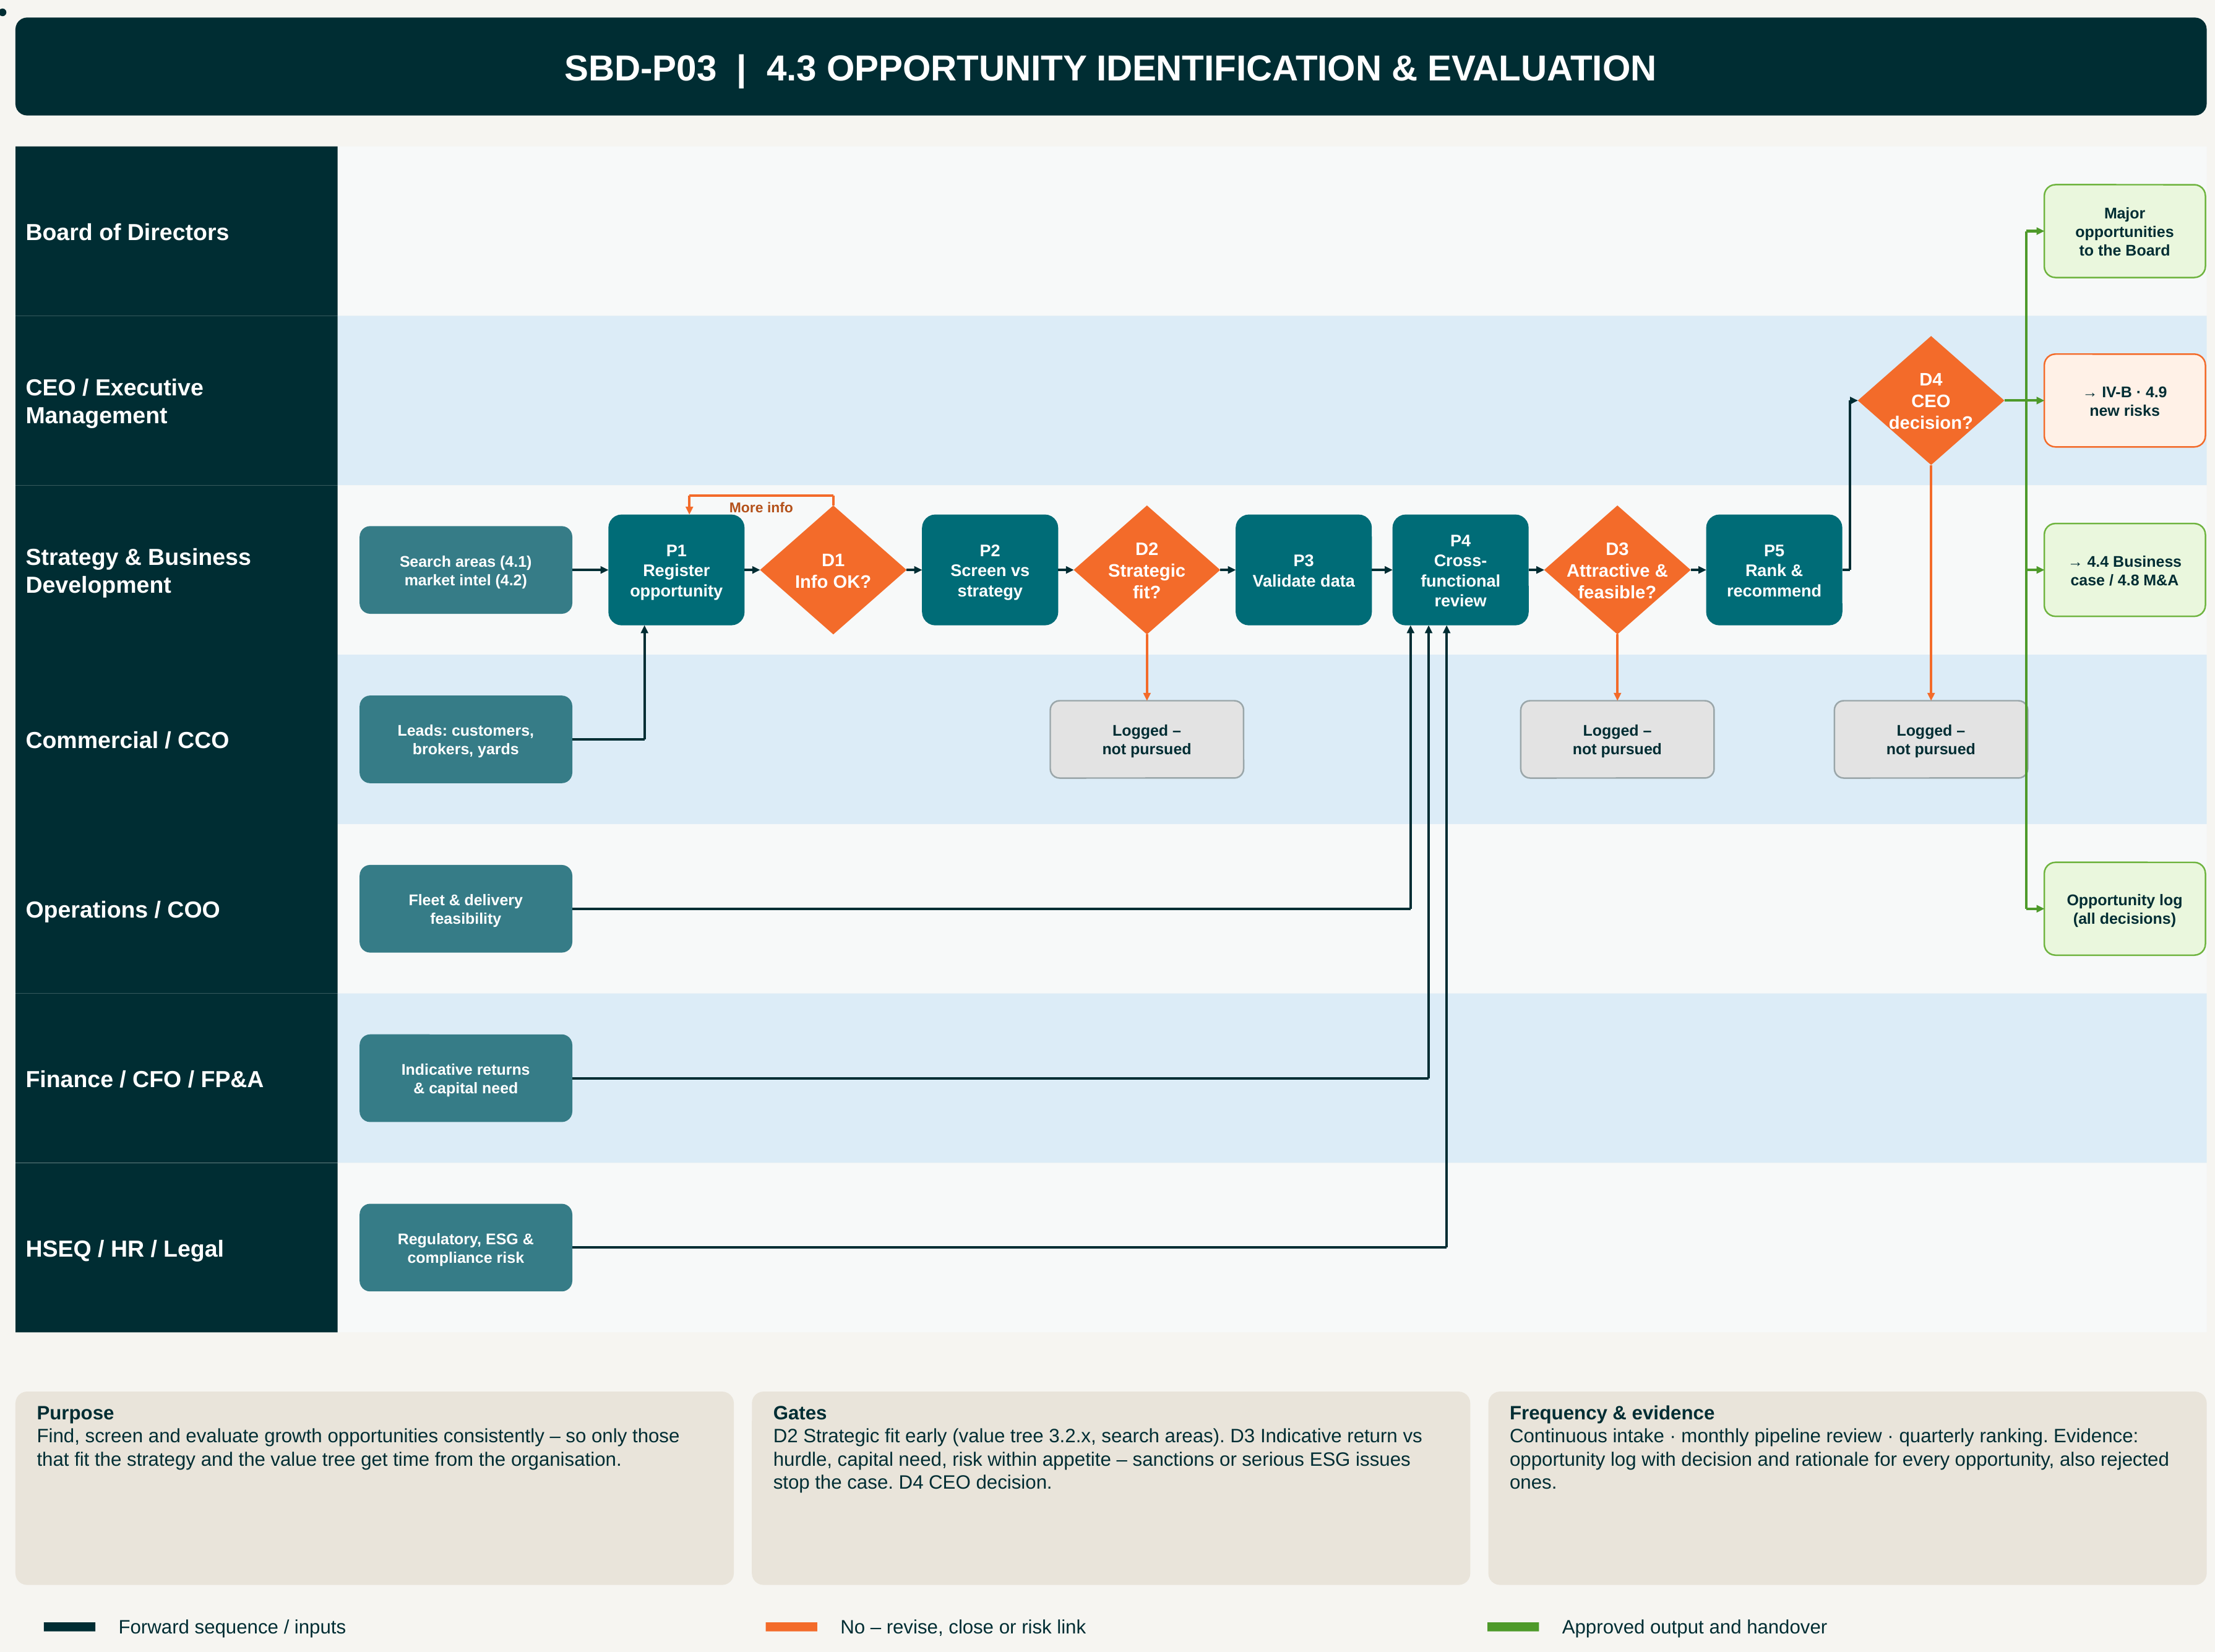 SBD-P03 | 4.3 OPPORTUNITY IDENTIFICATION & EVALUATION
Board of Directors
Major
opportunities
to the Board
CEO / Executive
Management
D4
CEO
decision?
→ IV-B · 4.9
new risks
Strategy & Business
Development
Search areas (4.1)
market intel (4.2)
More info
P1
Register
opportunity
D1
Info OK?
P2
Screen vs
strategy
D2
Strategic
fit?
P3
Validate data
P4
Cross-
functional
review
D3
Attractive &
feasible?
P5
Rank &
recommend
→ 4.4 Business
case / 4.8 M&A
Commercial / CCO
Leads: customers,
brokers, yards
Logged –
not pursued
Logged –
not pursued
Logged –
not pursued
Operations / COO
Fleet & delivery
feasibility
Opportunity log
(all decisions)
Finance / CFO / FP&A
Indicative returns
& capital need
HSEQ / HR / Legal
Regulatory, ESG &
compliance risk
Purpose
Find, screen and evaluate growth opportunities consistently – so only those
that fit the strategy and the value tree get time from the organisation.
Gates
D2 Strategic fit early (value tree 3.2.x, search areas). D3 Indicative return vs
hurdle, capital need, risk within appetite – sanctions or serious ESG issues
stop the case. D4 CEO decision.
Frequency & evidence
Continuous intake · monthly pipeline review · quarterly ranking. Evidence:
opportunity log with decision and rationale for every opportunity, also rejected
ones.
Forward sequence / inputs
No – revise, close or risk link
Approved output and handover